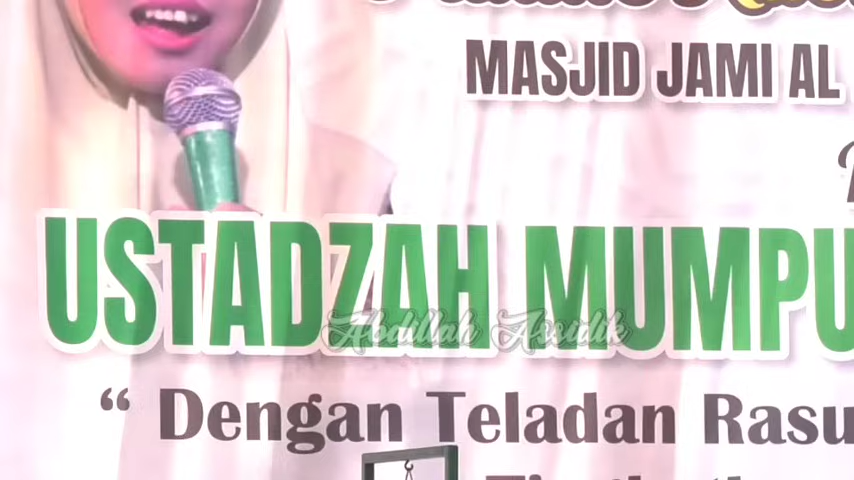 MASJID JAMI AL
USTADZAH MUMPU
Abdillah Assidik
“ Dengan Teladan Rasu